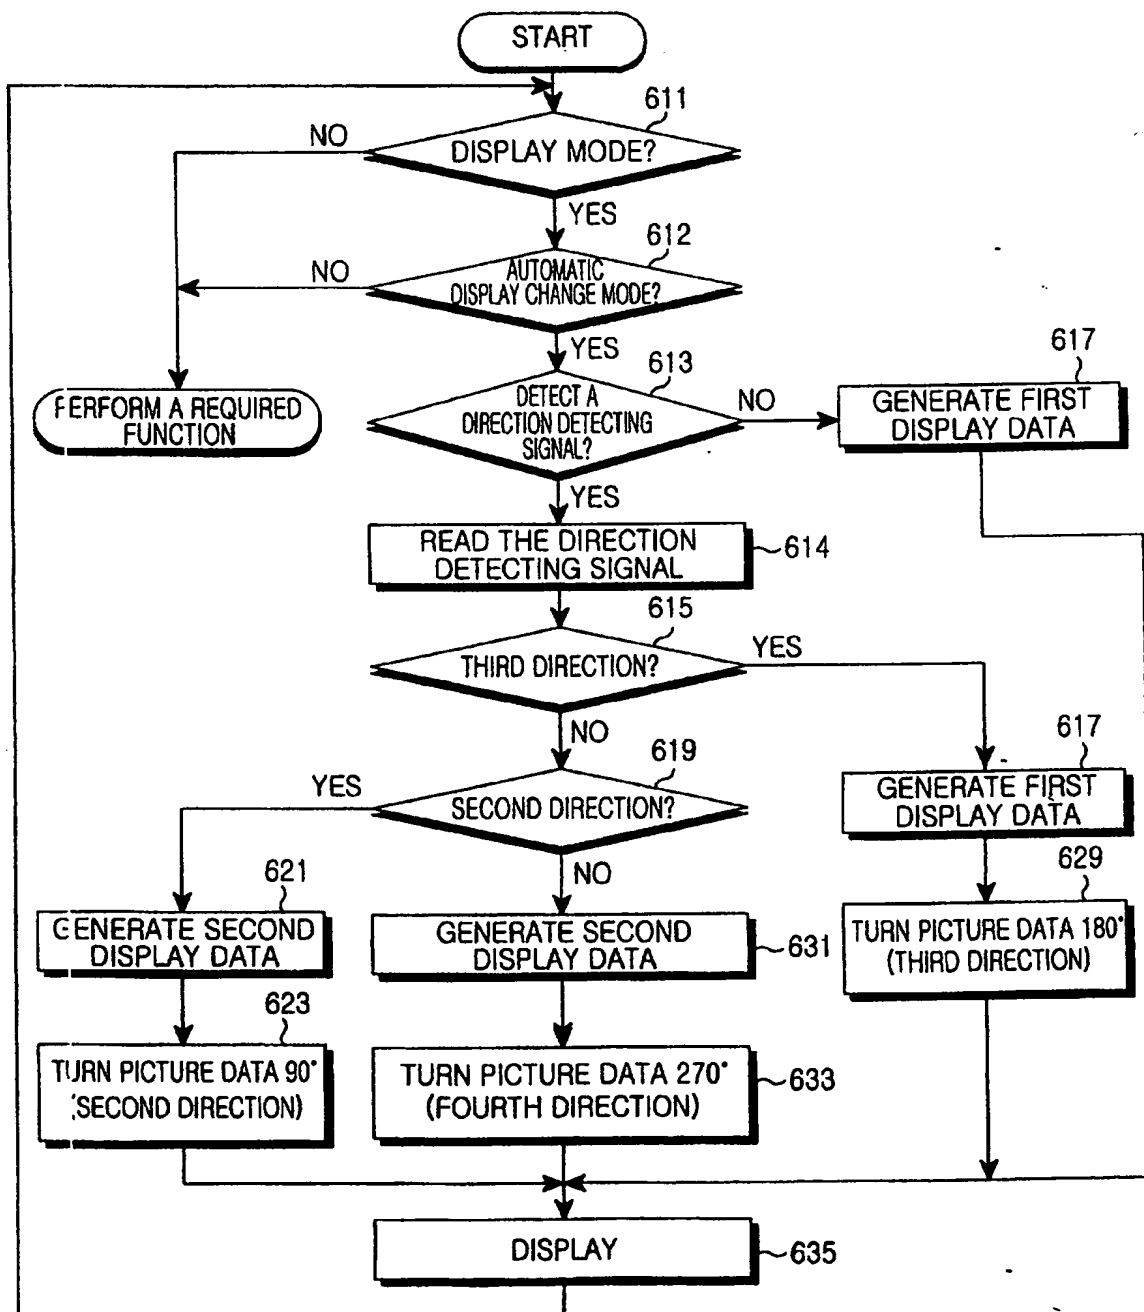 START
611
NO
DISPLAY MODE?
YES
612
NO
AUTOMATIC
DISPLAY CHANGE MODE?
YES
613
617
PERFORM A REQUIRED
FUNCTION
DETECT A
DIRECTION DETECTING
SIGNAL?
NO
GENERATE FIRST
DISPLAY DATA
YES
READ THE DIRECTION
DETECTING SIGNAL
614
615
THIRD DIRECTION?
YES
NO
619
617
YES
SECOND DIRECTION?
GENERATE FIRST
DISPLAY DATA
NO
621
629
GENERATE SECOND
DISPLAY DATA
GENERATE SECOND
DISPLAY DATA
631
TURN PICTURE DATA 180°
(THIRD DIRECTION)
623
TURN PICTURE DATA 90°
(SECOND DIRECTION)
TURN PICTURE DATA 270°
(FOURTH DIRECTION)
633
DISPLAY
635